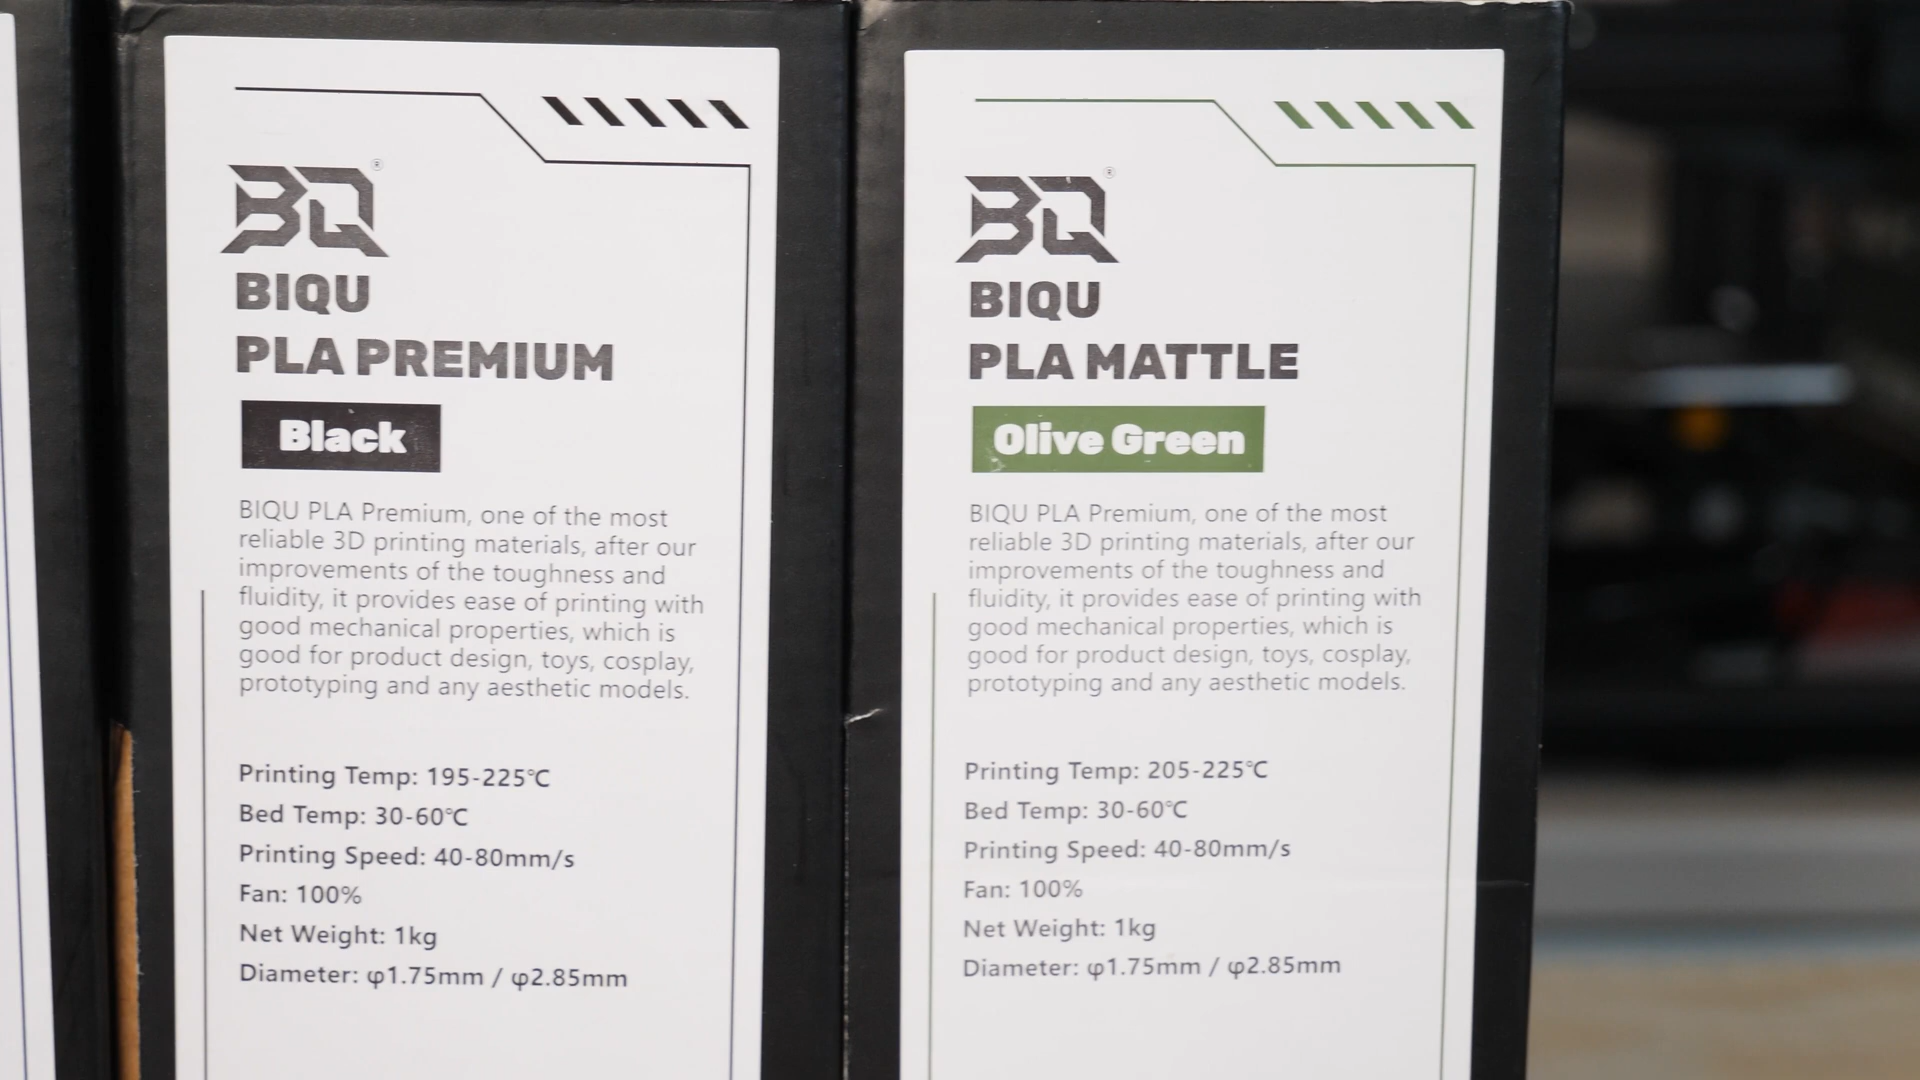 BQ®
BIQU
PLA PREMIUM
Black
BIQU PLA Premium, one of the most
reliable 3D printing materials, after our
improvements of the toughness and
fluidity, it provides ease of printing with
good mechanical properties, which is
good for product design, toys, cosplay,
prototyping and any aesthetic models.
Printing Temp: 195-225℃
Bed Temp: 30-60℃
Printing Speed: 40-80mm/s
Fan: 100%
Net Weight: 1kg
Diameter: φ1.75mm / φ2.85mm
BQ®
BIQU
PLA MATTLE
Olive Green
BIQU PLA Premium, one of the most
reliable 3D printing materials, after our
improvements of the toughness and
fluidity, it provides ease of printing with
good mechanical properties, which is
good for product design, toys, cosplay,
prototyping and any aesthetic models.
Printing Temp: 205-225℃
Bed Temp: 30-60℃
Printing Speed: 40-80mm/s
Fan: 100%
Net Weight: 1kg
Diameter: φ1.75mm / φ2.85mm